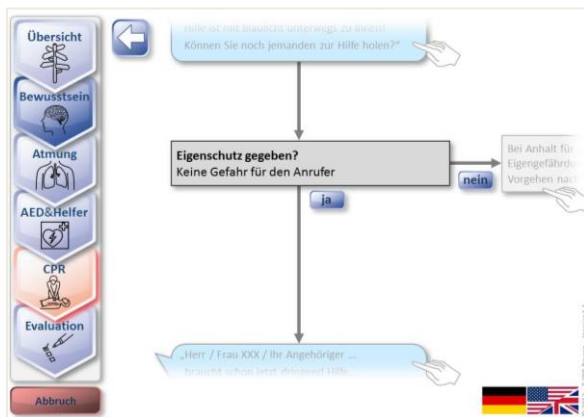 Übersicht
Bewusstsein
Atmung
AED&Helfer
CPR
Evaluation
Abbruch
Hilfe ist mit Blaulicht unterwegs zu Ihnen!
Können Sie noch jemanden zur Hilfe holen?“
Eigenschutz gegeben?
Keine Gefahr für den Anrufer
nein
Bei Anhalt für
Eigengefährdu
Vorgehen nach
ja
„Herr / Frau XXX / Ihr Angehöriger ...
braucht schon jetzt dringend Hilfe.